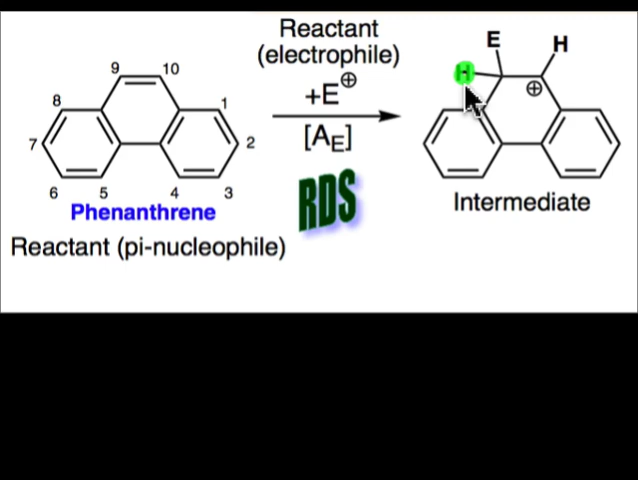 Reactant
(electrophile)
+E⊕
[AE]
RDS
9
10
8
1
7
2
6
5
4
3
Phenanthrene
Reactant (pi-nucleophile)
E
H
H
⊕
Intermediate